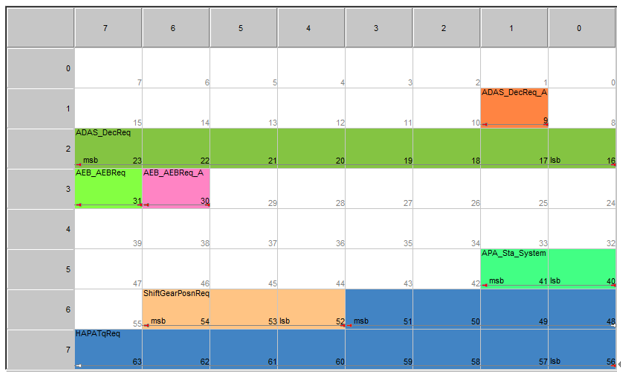 7 6 5 4 3 2 1 0
0 7 6 5 4 3 2 1 0
ADAS_DecReq_A
1 15 14 13 12 11 10 9 8
ADAS_DecReq
2 msb 23 22 21 20 19 18 17 lsb 16
AEB_AEBReq AEB_AEBReq_A
3 31 30 29 28 27 26 25 24
4 39 38 37 36 35 34 33 32
APA_Sta_System
5 47 46 45 44 43 42 msb 41 lsb 40
ShiftGearPosnReq
6 55 msb 54 53 lsb 52 msb 51 50 49 48
HAPATqReq
7 63 62 61 60 59 58 57 lsb 56